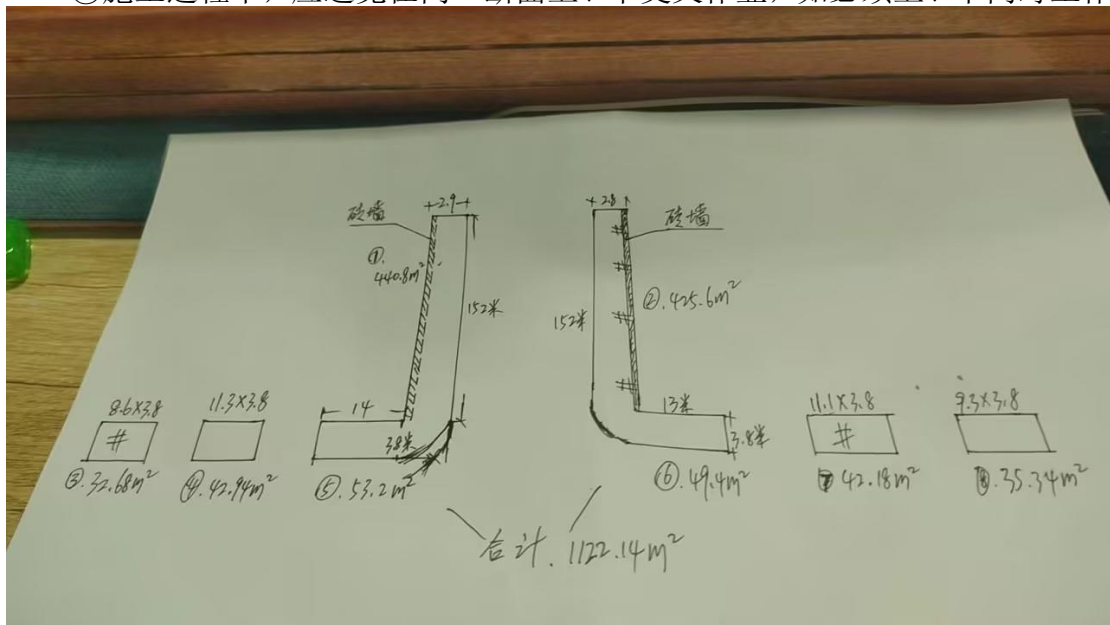 砖墙
2.9
①.
440.8m²
152米
2.8
砖墙
②.425.6m²
152米
8.6×3.8
#
③.32.68m²
11.3×3.8
④.42.94m²
14
3.8米
⑤.53.2m²
13米
3.8米
⑥.49.4m²
11.1×3.8
#
⑦ 42.18m²
9.3×3.8
⑧.35.34m²
合计.1122.14m²